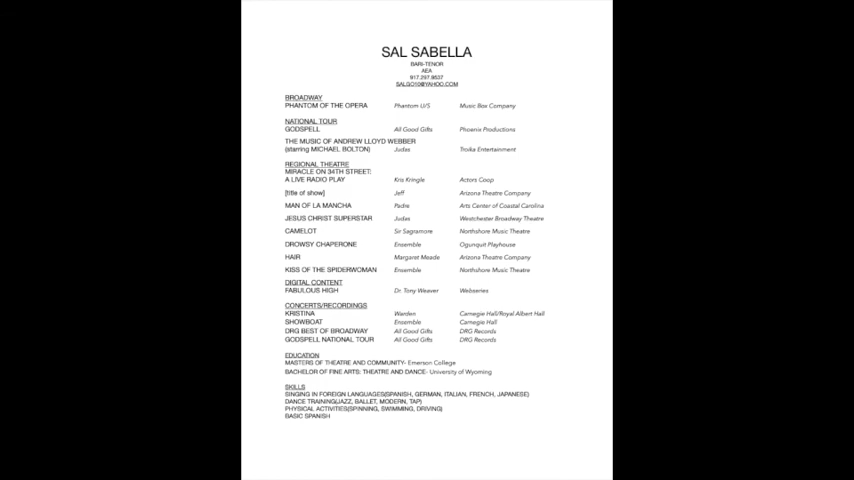 SAL SABELLA
BARI-TENOR
AEA
917.297.9537
SALGO10@YAHOO.COM
BROADWAY
PHANTOM OF THE OPERA Phantom U/S Music Box Company
NATIONAL TOUR
GODSPELL All Good Gifts Phoenix Productions
THE MUSIC OF ANDREW LLOYD WEBBER
(starring MICHAEL BOLTON) Judas Troika Entertainment
REGIONAL THEATRE
MIRACLE ON 34TH STREET:
A LIVE RADIO PLAY Kris Kringle Actors Coop
[title of show] Jeff Arizona Theatre Company
MAN OF LA MANCHA Padre Arts Center of Coastal Carolina
JESUS CHRIST SUPERSTAR Judas Westchester Broadway Theatre
CAMELOT Sir Sagramore Northshore Music Theatre
DROWSY CHAPERONE Ensemble Ogunquit Playhouse
HAIR Margaret Meade Arizona Theatre Company
KISS OF THE SPIDERWOMAN Ensemble Northshore Music Theatre
DIGITAL CONTENT
FABULOUS HIGH Dr. Tony Weaver Webseries
CONCERTS/RECORDINGS
KRISTINA Warden Carnegie Hall/Royal Albert Hall
SHOWBOAT Ensemble Carnegie Hall
DRG BEST OF BROADWAY All Good Gifts DRG Records
GODSPELL NATIONAL TOUR All Good Gifts DRG Records
EDUCATION
MASTERS OF THEATRE AND COMMUNITY- Emerson College
BACHELOR OF FINE ARTS: THEATRE AND DANCE- University of Wyoming
SKILLS
SINGING IN FOREIGN LANGUAGES(SPANISH, GERMAN, ITALIAN, FRENCH, JAPANESE)
DANCE TRAINING(JAZZ, BALLET, MODERN, TAP)
PHYSICAL ACTIVITIES(SPINNING, SWIMMING, DRIVING)
BASIC SPANISH